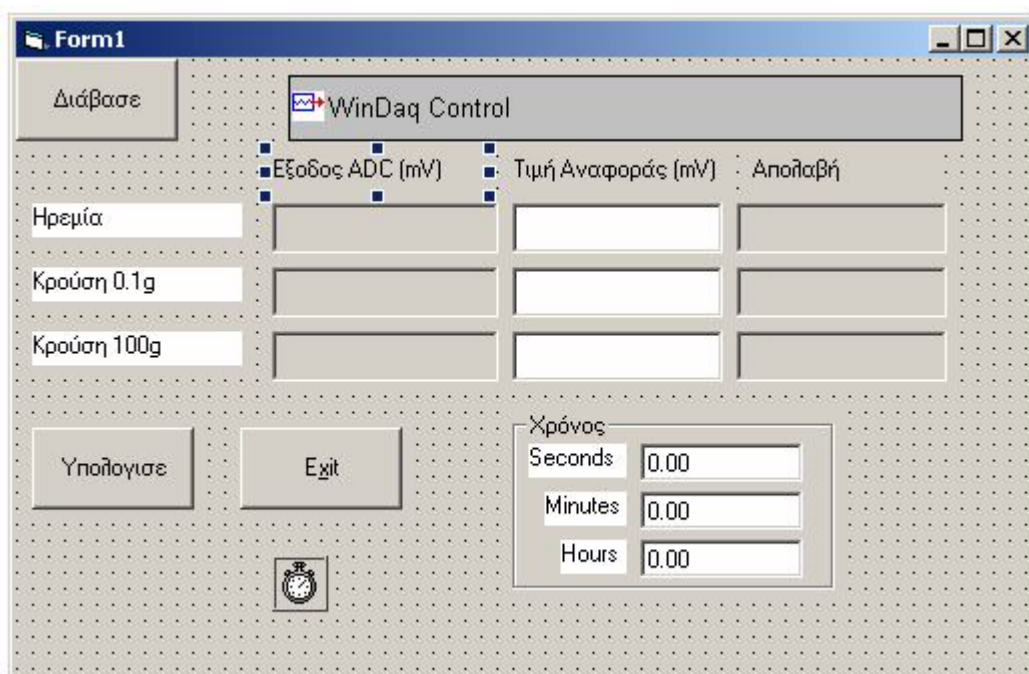 Form1
Διάβασε
WinDaq Control
Εξοδος ADC (mV)
Τιμή Αναφοράς (mV)
Απολαβή
Ηρεμία
Κρούση 0.1g
Κρούση 100g
Υπολογισε
Exit
Χρόνος
Seconds
0.00
Minutes
0.00
Hours
0.00